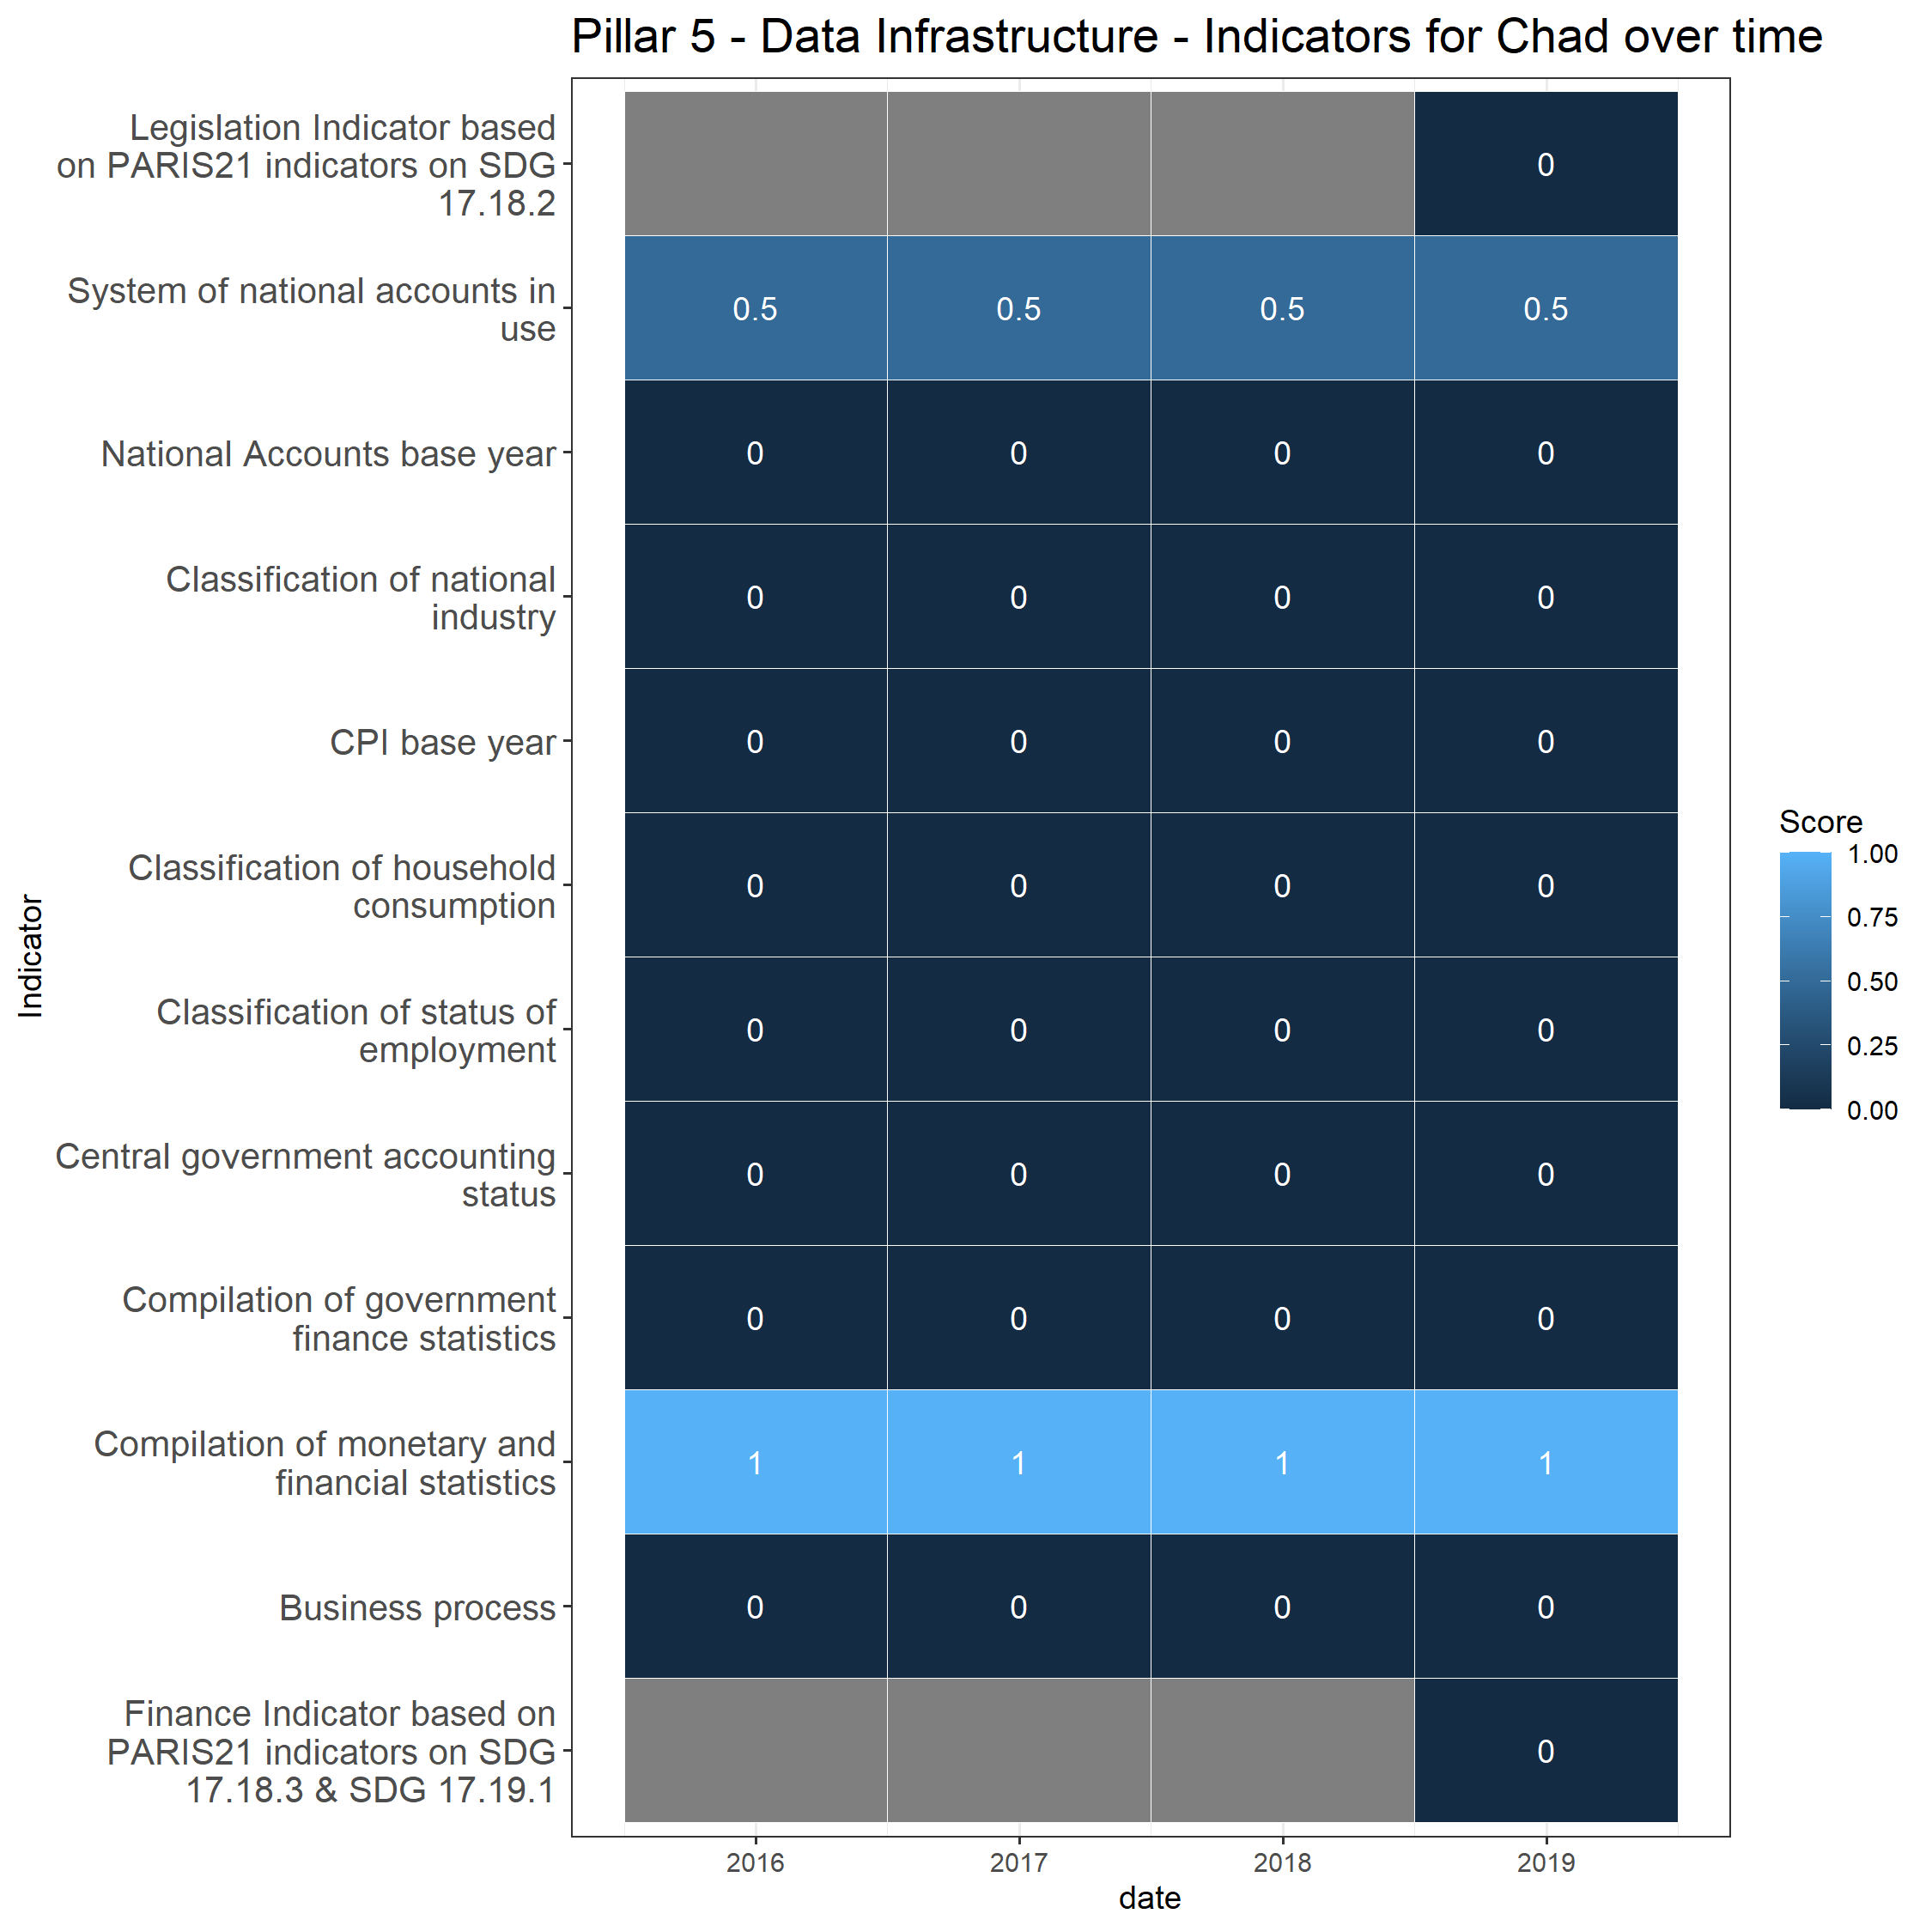 Pillar 5 - Data Infrastructure - Indicators for Chad over time
Indicator
Legislation Indicator based
on PARIS21 indicators on SDG
17.18.2
0
System of national accounts in
use
0.5 0.5 0.5 0.5
National Accounts base year
0 0 0 0
Classification of national
industry
0 0 0 0
CPI base year
0 0 0 0
Classification of household
consumption
0 0 0 0
Classification of status of
employment
0 0 0 0
Central government accounting
status
0 0 0 0
Compilation of government
finance statistics
0 0 0 0
Compilation of monetary and
financial statistics
1 1 1 1
Business process
0 0 0 0
Finance Indicator based on
PARIS21 indicators on SDG
17.18.3 & SDG 17.19.1
0
2016 2017 2018 2019
date
Score
1.00
0.75
0.50
0.25
0.00